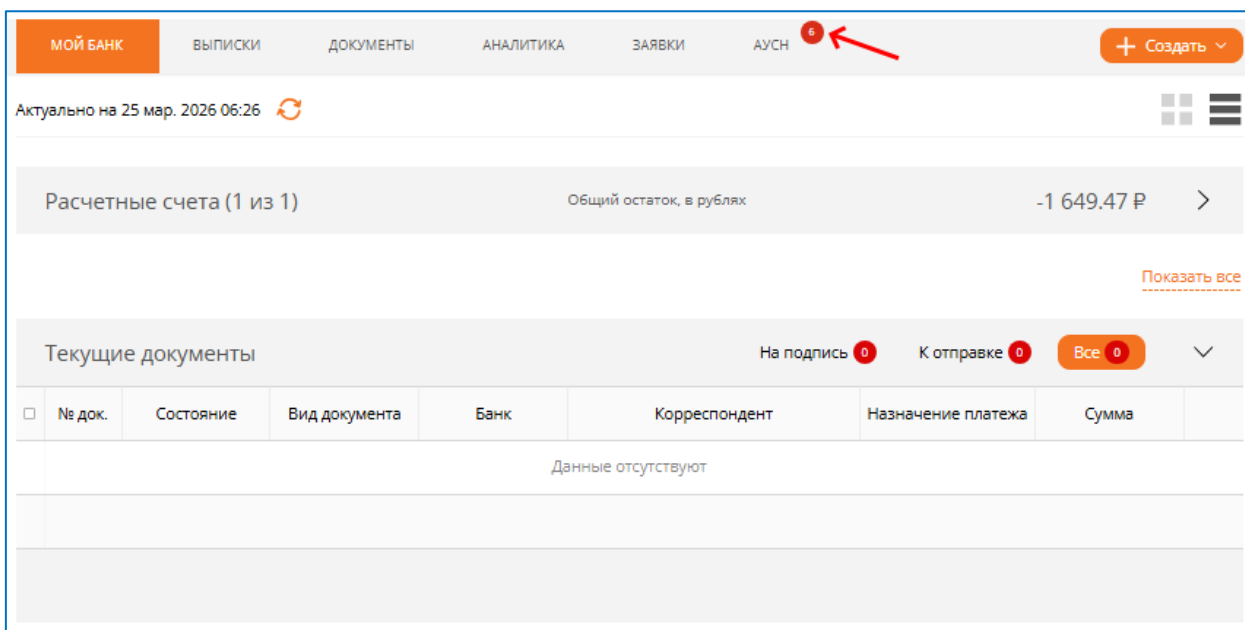 МОЙ БАНК ВЫПИСКИ ДОКУМЕНТЫ АНАЛИТИКА ЗАЯВКИ АУСН 6 + Создать
Актуально на 25 мар. 2026 06:26
Расчетные счета (1 из 1) Общий остаток, в рублях -1 649.47 ₽
Показать все
Текущие документы На подпись 0 К отправке 0 Все 0
№ док. Состояние Вид документа Банк Корреспондент Назначение платежа Сумма
Данные отсутствуют